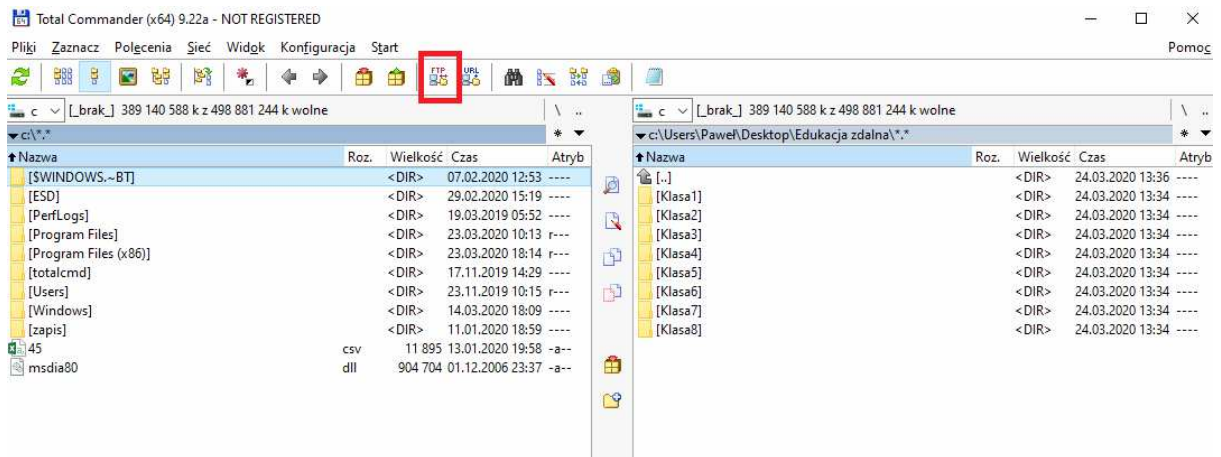 Total Commander (x64) 9.22a - NOT REGISTERED
Pliki Zaznacz Polecenia Sieć Widok Konfiguracja Start Pomoc
FTP URL
c [_brak_] 389 140 588 k z 498 881 244 k wolne \ ..
c:\*.* *
Nazwa Roz. Wielkość Czas Atryb
[$WINDOWS.~BT] <DIR> 07.02.2020 12:53 ----
[ESD] <DIR> 29.02.2020 15:19 ----
[PerfLogs] <DIR> 19.03.2019 05:52 ----
[Program Files] <DIR> 23.03.2020 10:13 r---
[Program Files (x86)] <DIR> 23.03.2020 18:14 r---
[totalcmd] <DIR> 17.11.2019 14:29 ----
[Users] <DIR> 23.11.2019 10:15 r---
[Windows] <DIR> 14.03.2020 18:09 ----
[zapis] <DIR> 11.01.2020 18:59 ----
45 csv 11 895 13.01.2020 19:58 -a--
msdia80 dll 904 704 01.12.2006 23:37 -a--
c [_brak_] 389 140 588 k z 498 881 244 k wolne \ ..
c:\Users\Paweł\Desktop\Edukacja zdalna\*.* *
Nazwa Roz. Wielkość Czas Atryb
[..] <DIR> 24.03.2020 13:36 ----
[Klasa1] <DIR> 24.03.2020 13:34 ----
[Klasa2] <DIR> 24.03.2020 13:34 ----
[Klasa3] <DIR> 24.03.2020 13:34 ----
[Klasa4] <DIR> 24.03.2020 13:34 ----
[Klasa5] <DIR> 24.03.2020 13:34 ----
[Klasa6] <DIR> 24.03.2020 13:34 ----
[Klasa7] <DIR> 24.03.2020 13:34 ----
[Klasa8] <DIR> 24.03.2020 13:34 ----